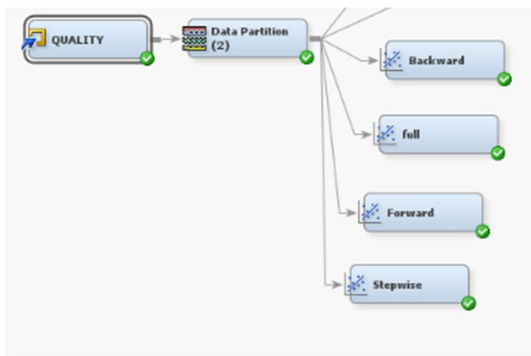 QUALITY
Data Partition
(2)
Backward
full
Forward
Stepwise